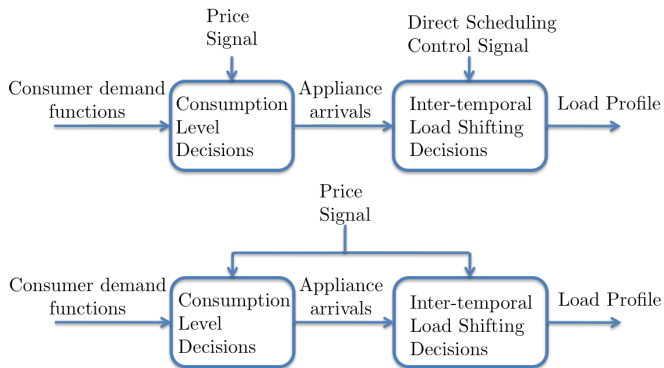 Price
Signal
Direct Scheduling
Control Signal
Consumer demand
functions
Consumption
Level
Decisions
Appliance
arrivals
Inter-temporal
Load Shifting
Decisions
Load Profile
Price
Signal
Consumer demand
functions
Consumption
Level
Decisions
Appliance
arrivals
Inter-temporal
Load Shifting
Decisions
Load Profile